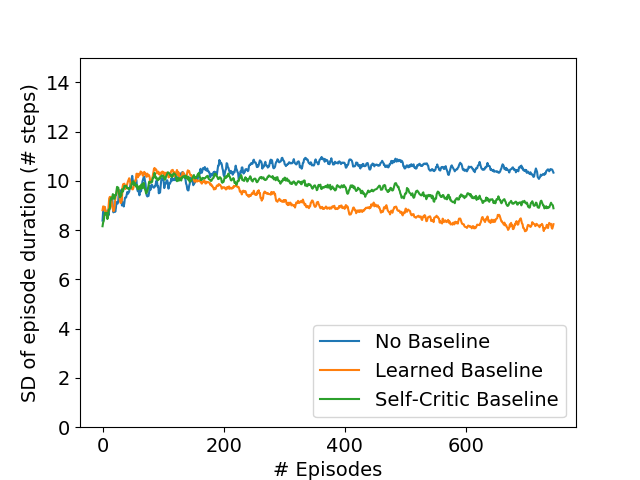 14
12
10
8
6
4
2
0
SD of episode duration (# steps)
No Baseline
Learned Baseline
Self-Critic Baseline
0 200 400 600
# Episodes